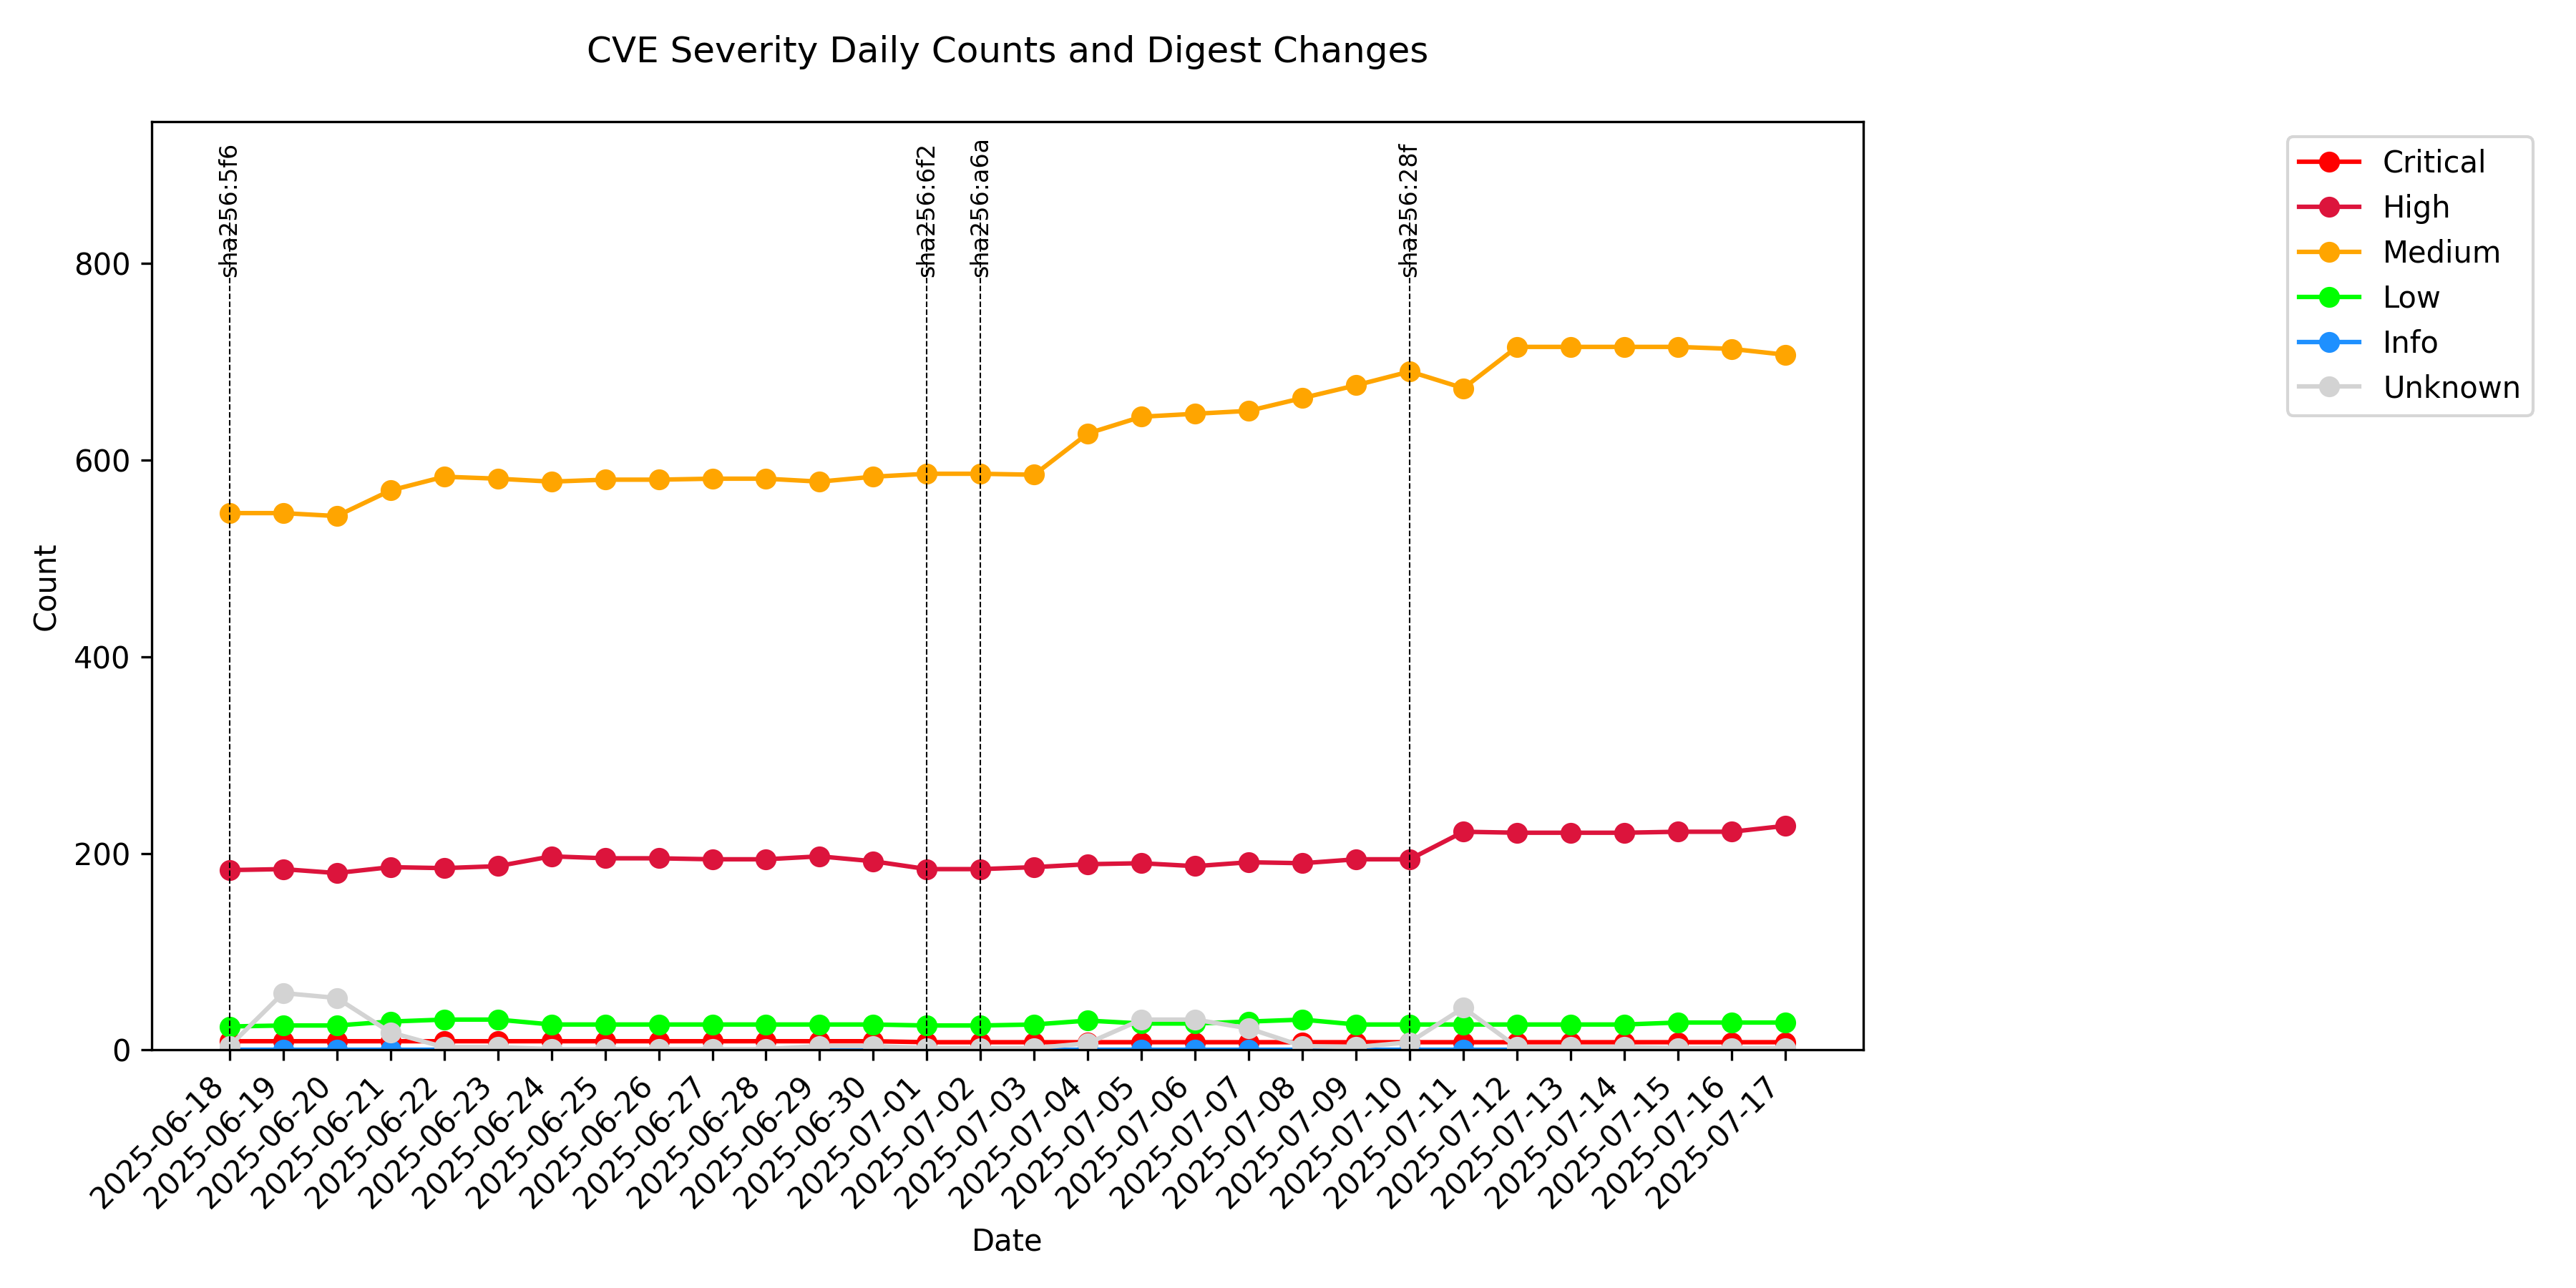 CVE Severity Daily Counts and Digest Changes
sha256:5f6
sha256:6f2
sha256:a6a
sha256:28f
Critical
High
Medium
Low
Info
Unknown
Count
800
600
400
200
0
2025-06-18
2025-06-19
2025-06-20
2025-06-21
2025-06-22
2025-06-23
2025-06-24
2025-06-25
2025-06-26
2025-06-27
2025-06-28
2025-06-29
2025-06-30
2025-07-01
2025-07-02
2025-07-03
2025-07-04
2025-07-05
2025-07-06
2025-07-07
2025-07-08
2025-07-09
2025-07-10
2025-07-11
2025-07-12
2025-07-13
2025-07-14
2025-07-15
2025-07-16
2025-07-17
Date